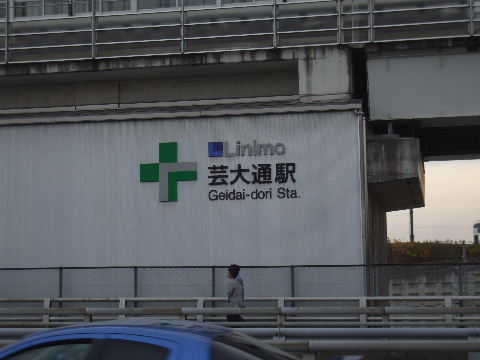 Linimo
芸大通駅
Geidai-dori Sta.